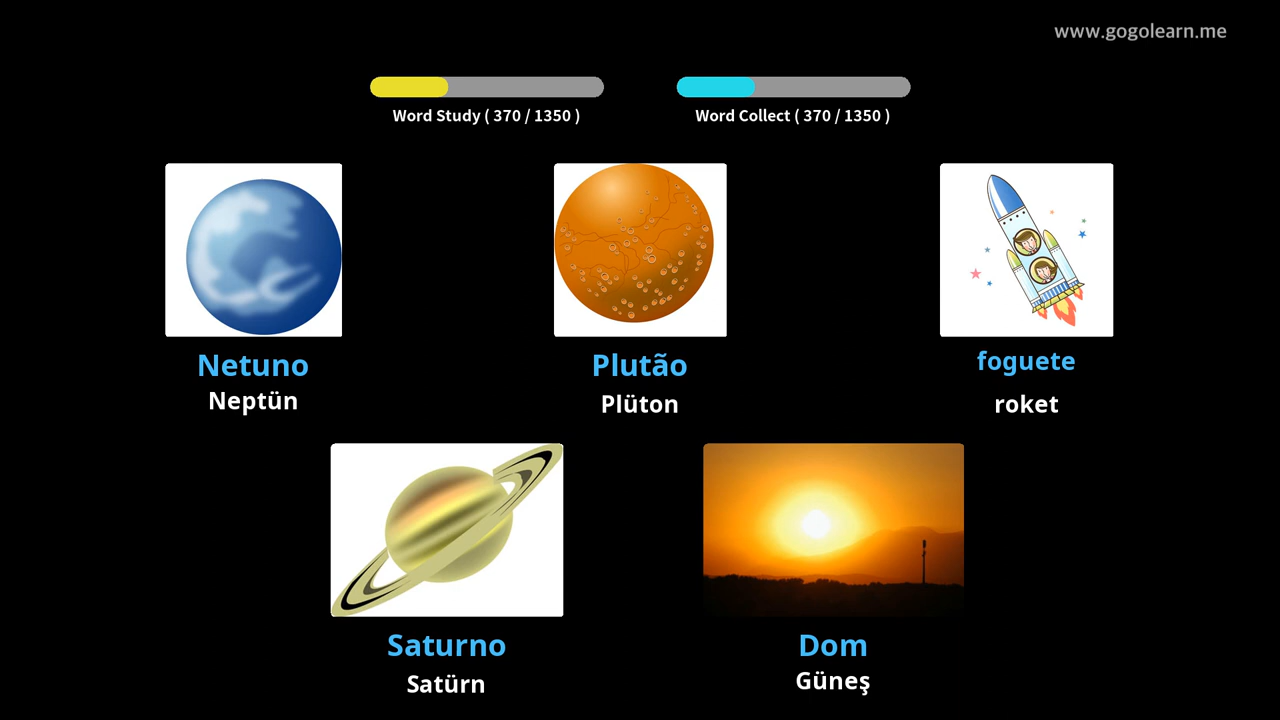 www.gogolearn.me
Word Study ( 370 / 1350 )
Word Collect ( 370 / 1350 )
Netuno
Neptün
Plutão
Plüton
foguete
roket
Saturno
Satürn
Dom
Güneş